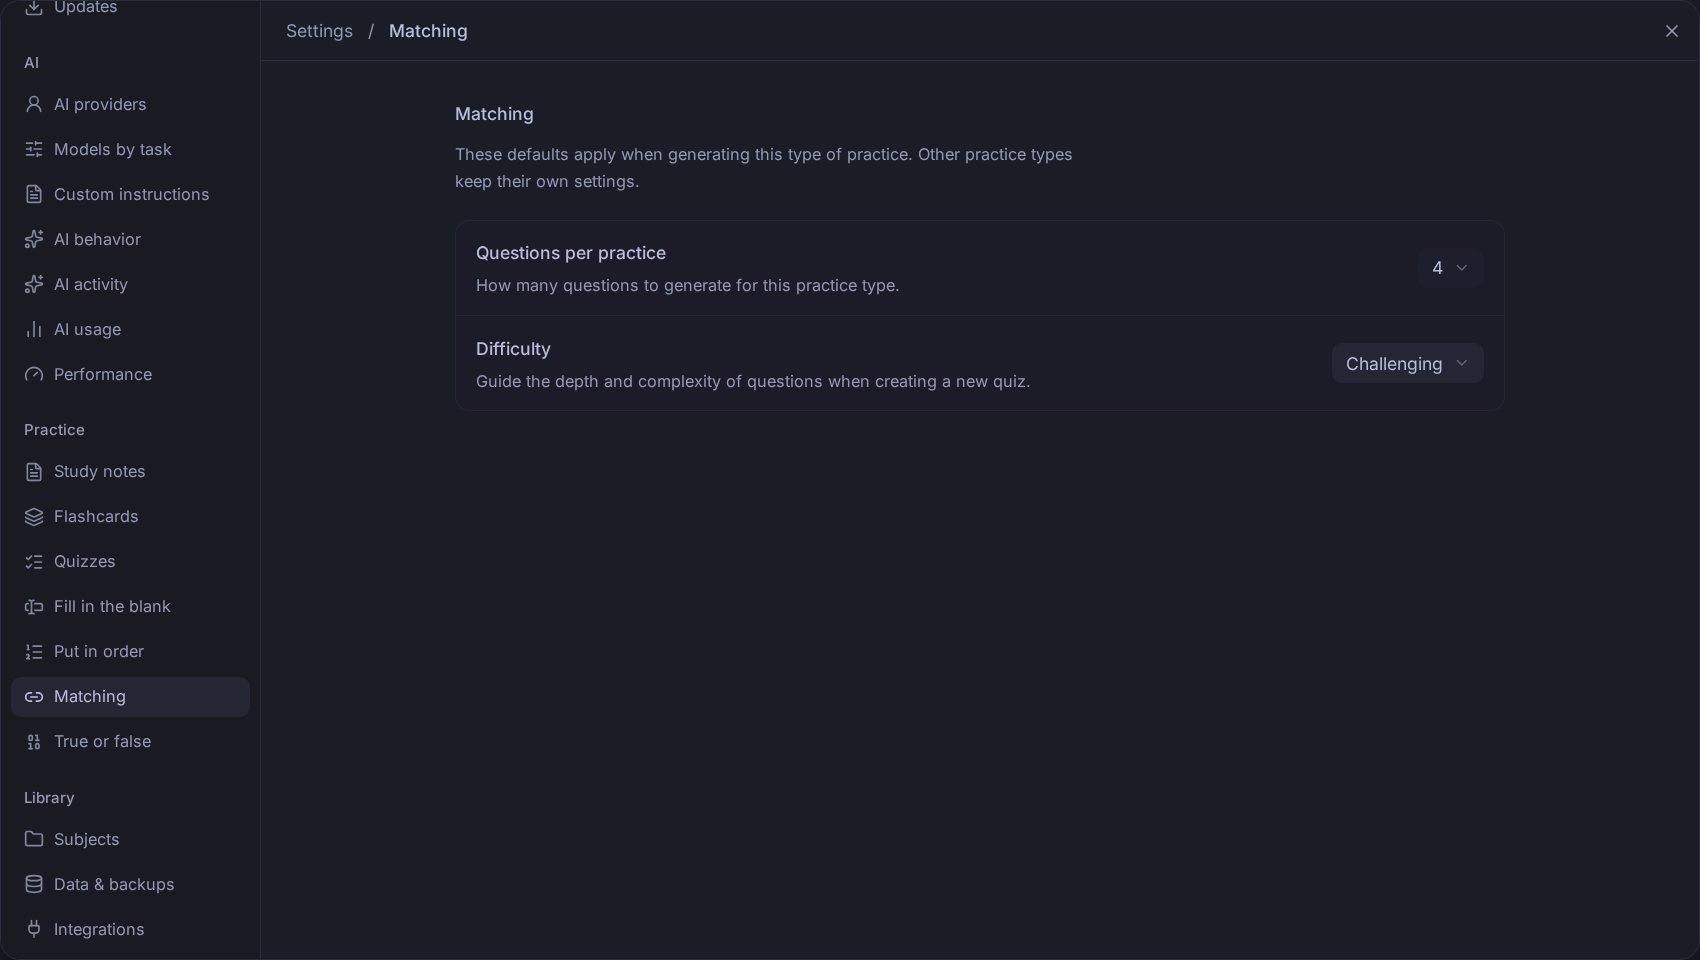 Updates
AI
AI providers
Models by task
Custom instructions
AI behavior
AI activity
AI usage
Performance
Practice
Study notes
Flashcards
Quizzes
Fill in the blank
Put in order
Matching
True or false
Library
Subjects
Data & backups
Integrations
Settings / Matching
Matching
These defaults apply when generating this type of practice. Other practice types
keep their own settings.
Questions per practice
How many questions to generate for this practice type.
4
Difficulty
Guide the depth and complexity of questions when creating a new quiz.
Challenging